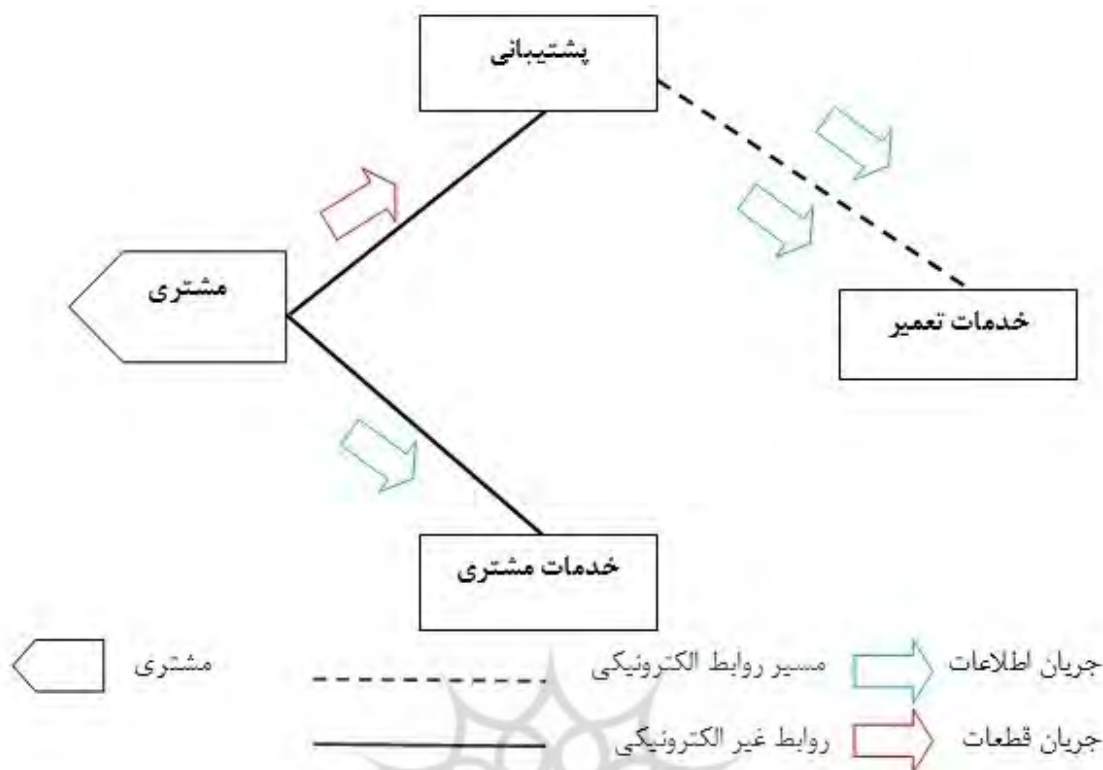 پشتیبانی
مشتری
خدمات تعمیر
خدمات مشتری
جریان اطلاعات
مسیر روابط الکترونیکی
مشتری
جریان قطعات
روابط غیر الکترونیکی